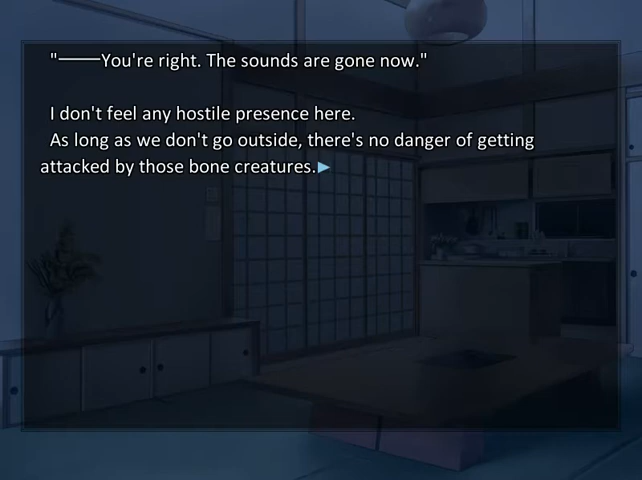 "───You're right. The sounds are gone now."
I don't feel any hostile presence here.
As long as we don't go outside, there's no danger of getting
attacked by those bone creatures.